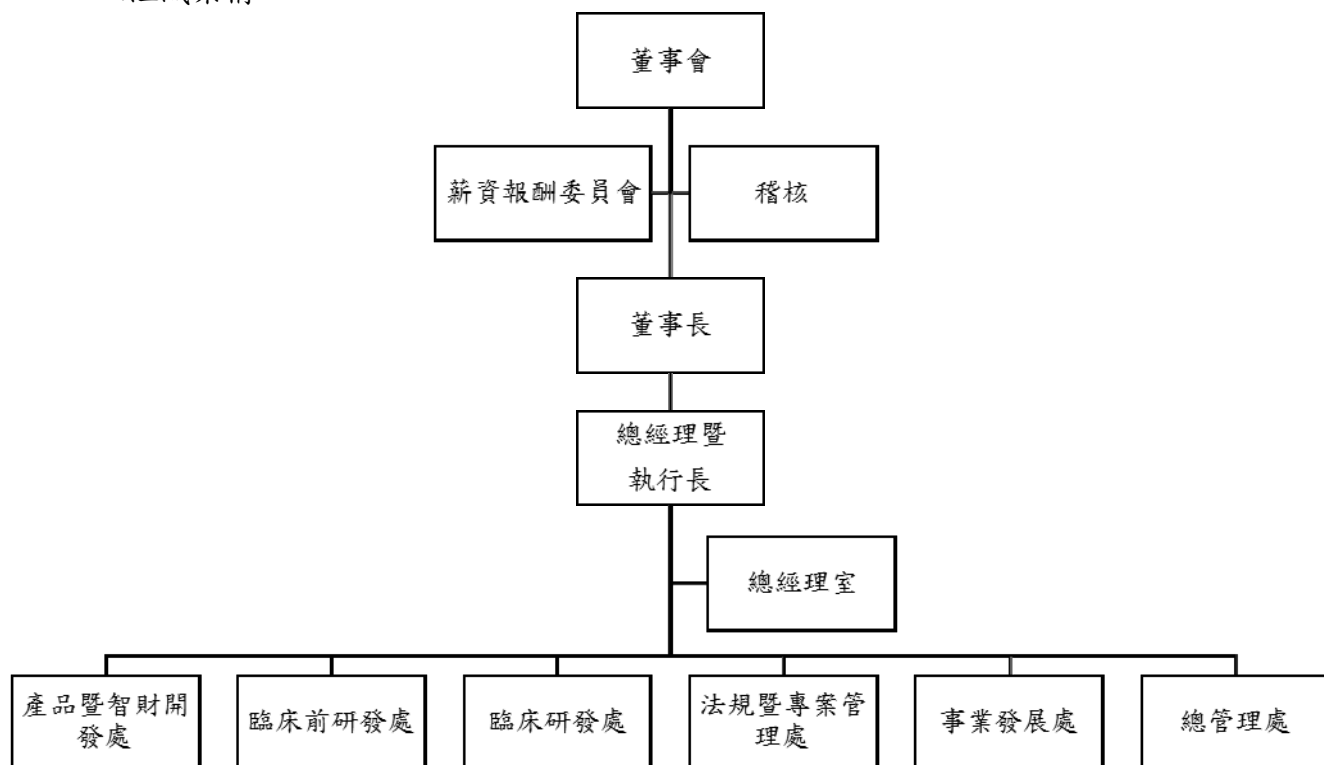 董事會
薪資報酬委員會
稽核
董事長
總經理暨
執行長
總經理室
產品暨智財開
發處
臨床前研發處
臨床研發處
法規暨專案管
理處
事業發展處
總管理處